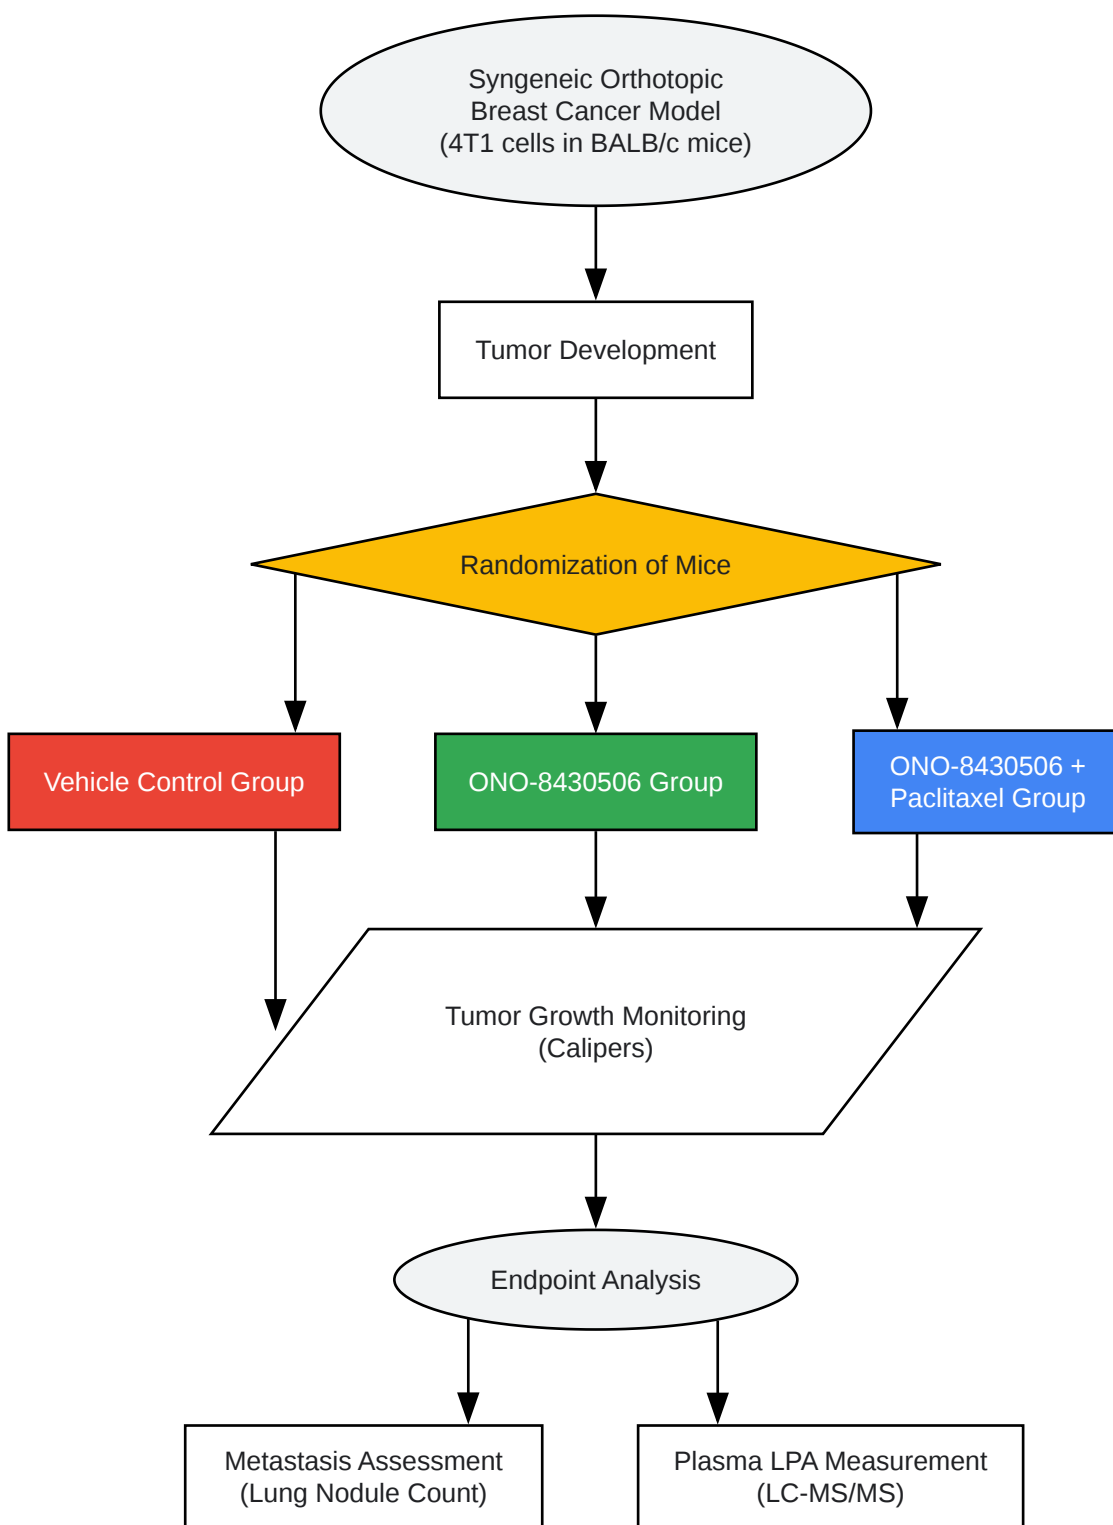 Syngeneic Orthotopic
Breast Cancer Model
(4T1 cells in BALB/c mice)
Tumor Development
Randomization of Mice
Vehicle Control Group
ONO-8430506 Group
ONO-8430506 +
Paclitaxel Group
Tumor Growth Monitoring
(Calipers)
Endpoint Analysis
Metastasis Assessment
(Lung Nodule Count)
Plasma LPA Measurement
(LC-MS/MS)